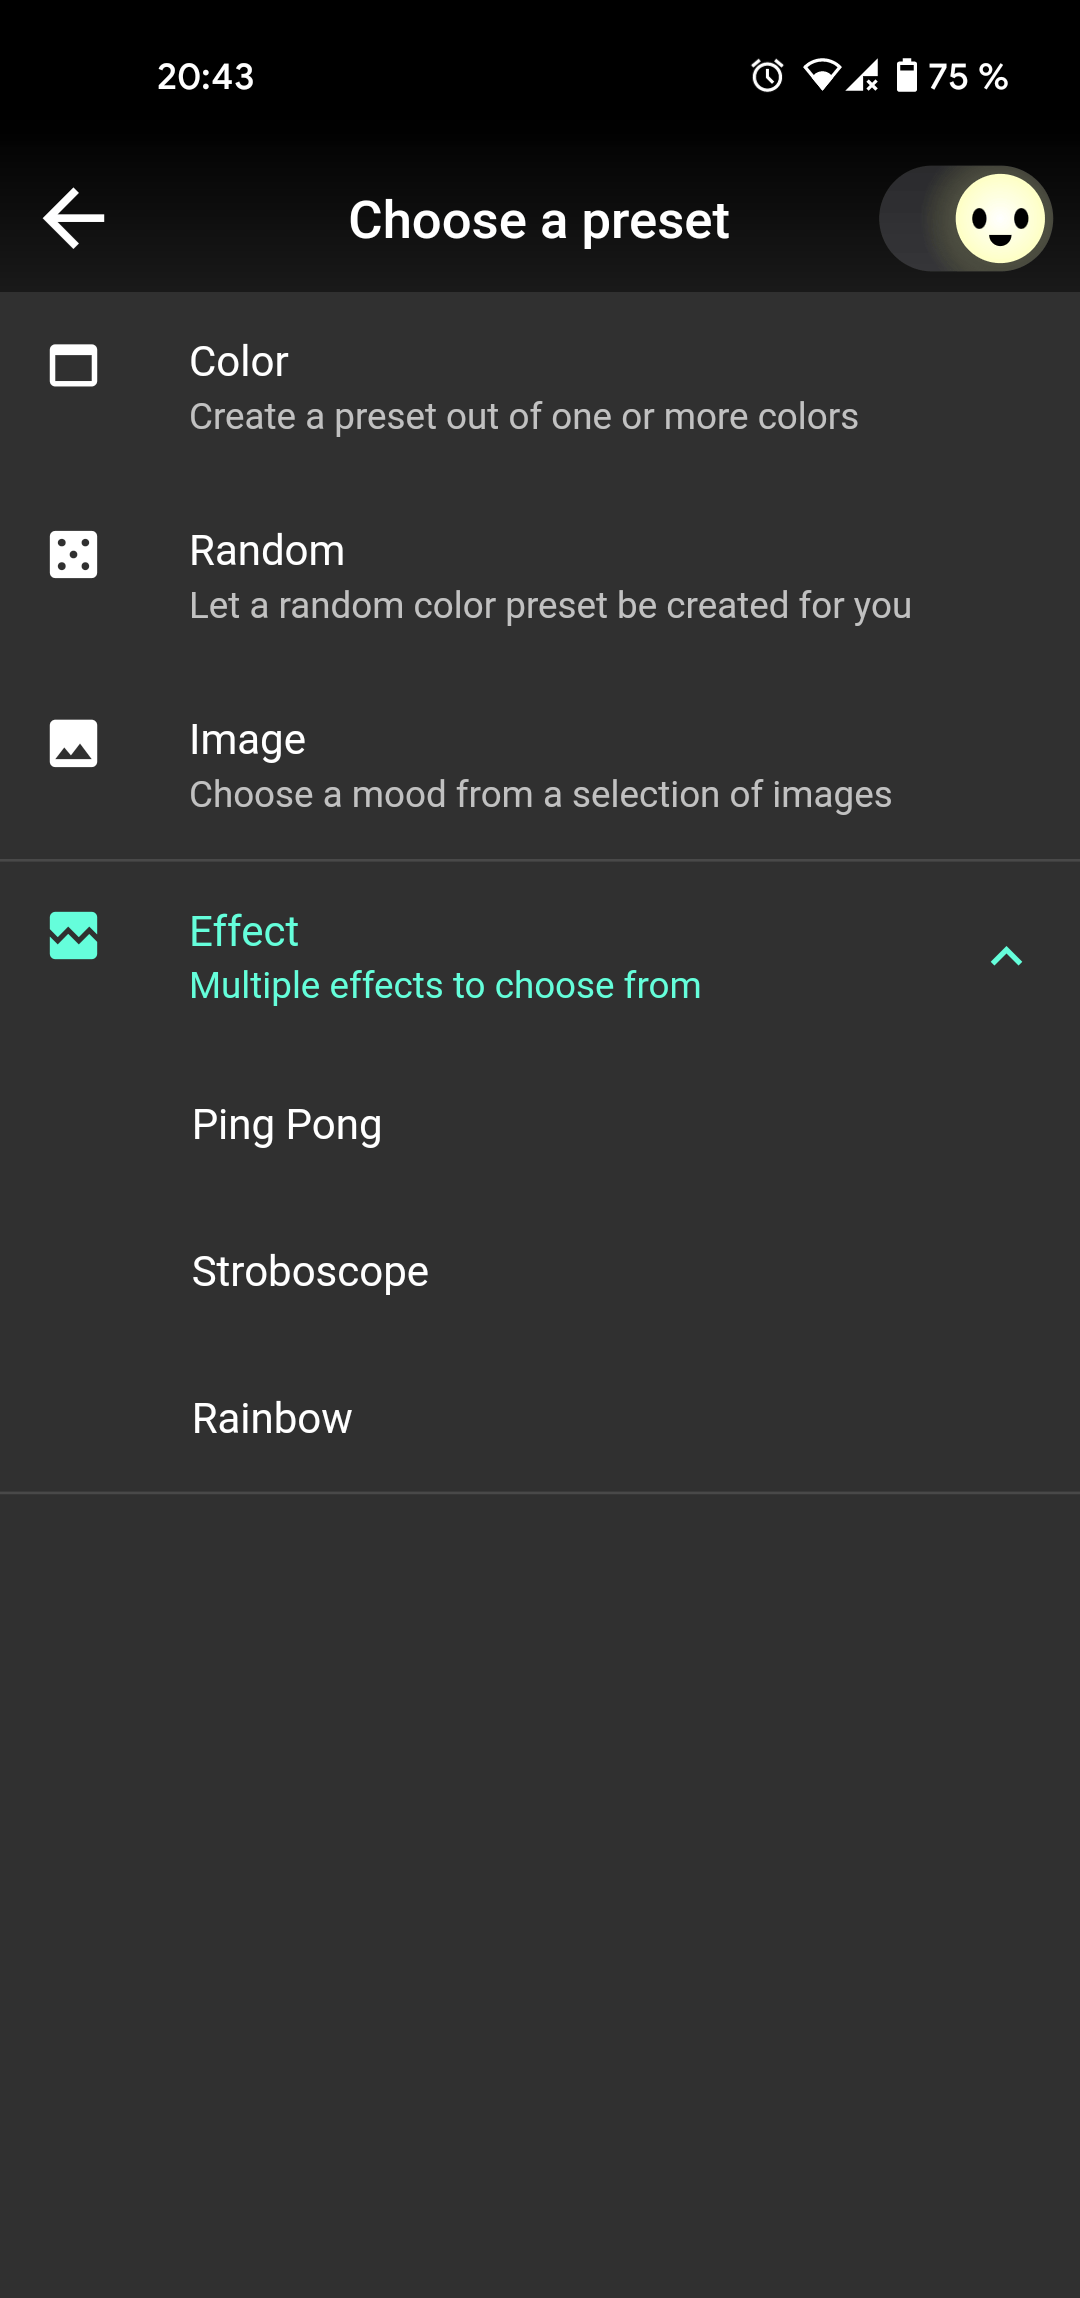 20:43
75 %
Choose a preset
Color
Create a preset out of one or more colors
Random
Let a random color preset be created for you
Image
Choose a mood from a selection of images
Effect
Multiple effects to choose from
Ping Pong
Stroboscope
Rainbow